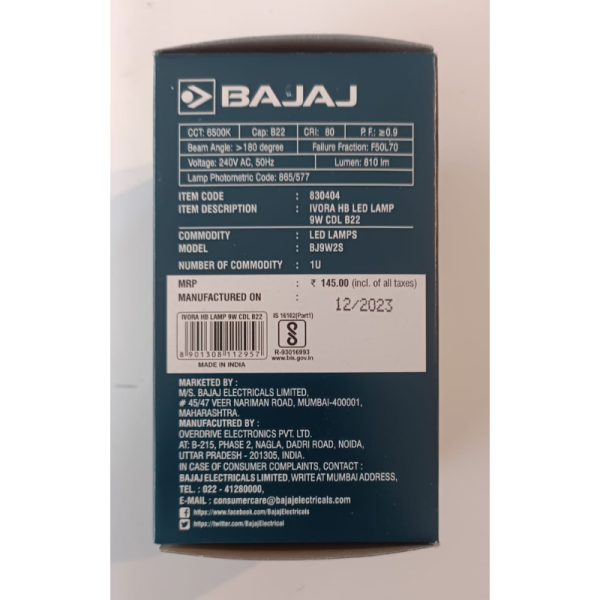 BAJAJ
CCT: 6500K Cap: B22 CRI: 80 P. F.: ≥0.9
Beam Angle: > 180 degree Failure Fraction: F50L70
Voltage: 240V AC, 50Hz Lumen: 810 lm
Lamp Photometric Code: 865/577
ITEM CODE : 830404
ITEM DESCRIPTION : IVORA HB LED LAMP
9W CDL B22
COMMODITY : LED LAMPS
MODEL : BJ9W2S
NUMBER OF COMMODITY : 1U
MRP : ₹ 145.00 (incl. of all taxes)
MANUFACTURED ON : 12/2023
IVORA HB LAMP 9W CDL B22
8 901308 112957
MADE IN INDIA
IS 16102(Part1)
R-93016993
www.bis.gov.in
MARKETED BY :
M/S. BAJAJ ELECTRICALS LIMITED,
# 45/47 VEER NARIMAN ROAD, MUMBAI-400001,
MAHARASHTRA.
MANUFACUTRED BY :
OVERDRIVE ELECTRONICS PVT. LTD.
AT: B-215, PHASE 2, NAGLA, DADRI ROAD, NOIDA,
UTTAR PRADESH - 201305, INDIA.
IN CASE OF CONSUMER COMPLAINTS, CONTACT :
BAJAJ ELECTRICALS LIMITED, WRITE AT MUMBAI ADDRESS,
TEL. : 022 - 41280000,
E-MAIL : consumercare@bajajelectricals.com
https://www.facebook.com/BajajElectricals
https://twitter.com/BajajElectrical